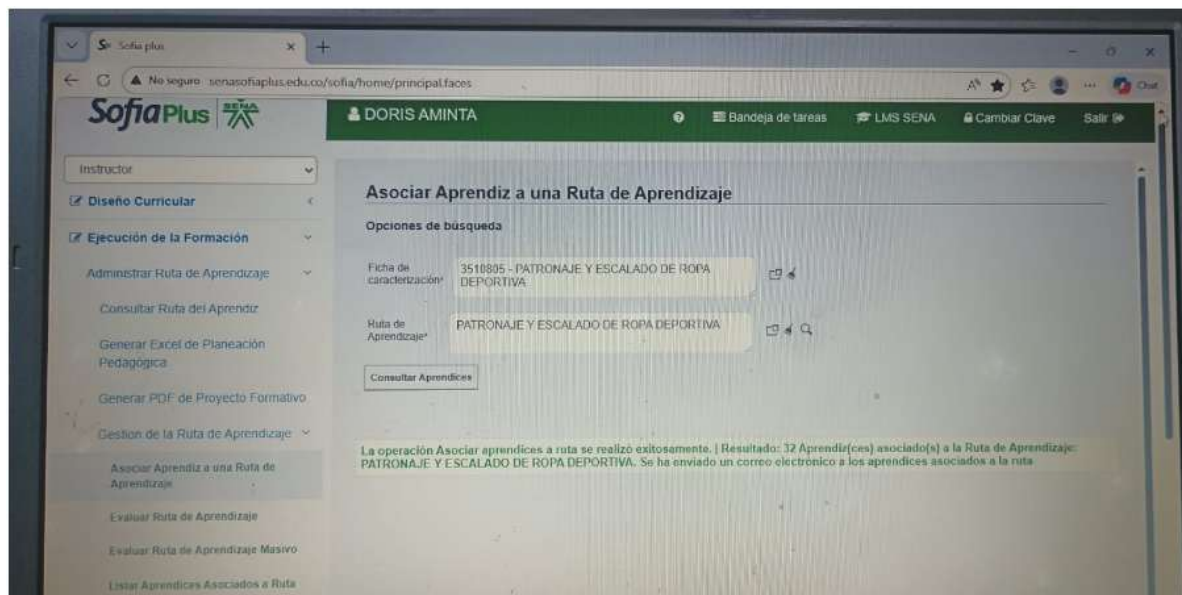 Sofia plus
No seguro senasofiaplus.edu.co/sofia/home/principal.faces
Chat
SofiaPlus SENA
DORIS AMINTA
Bandeja de tareas
LMS SENA
Cambiar Clave
Salir
Instructor
Diseño Curricular
Ejecución de la Formación
Administrar Ruta de Aprendizaje
Consultar Ruta del Aprendiz
Generar Excel de Planeación
Pedagógica
Generar PDF de Proyecto Formativo
Gestión de la Ruta de Aprendizaje
Asociar Aprendiz a una Ruta de
Aprendizaje
Evaluar Ruta de Aprendizaje
Evaluar Ruta de Aprendizaje Masivo
Listar Aprendices Asociados a Ruta
Asociar Aprendiz a una Ruta de Aprendizaje
Opciones de búsqueda
Ficha de
caracterización*
3510805 - PATRONAJE Y ESCALADO DE ROPA
DEPORTIVA
Ruta de
Aprendizaje*
PATRONAJE Y ESCALADO DE ROPA DEPORTIVA
Consultar Aprendices
La operación Asociar aprendices a ruta se realizó exitosamente. | Resultado: 32 Aprendiz(ces) asociado(s) a la Ruta de Aprendizaje:
PATRONAJE Y ESCALADO DE ROPA DEPORTIVA. Se ha enviado un correo electronico a los aprendices asociados a la ruta